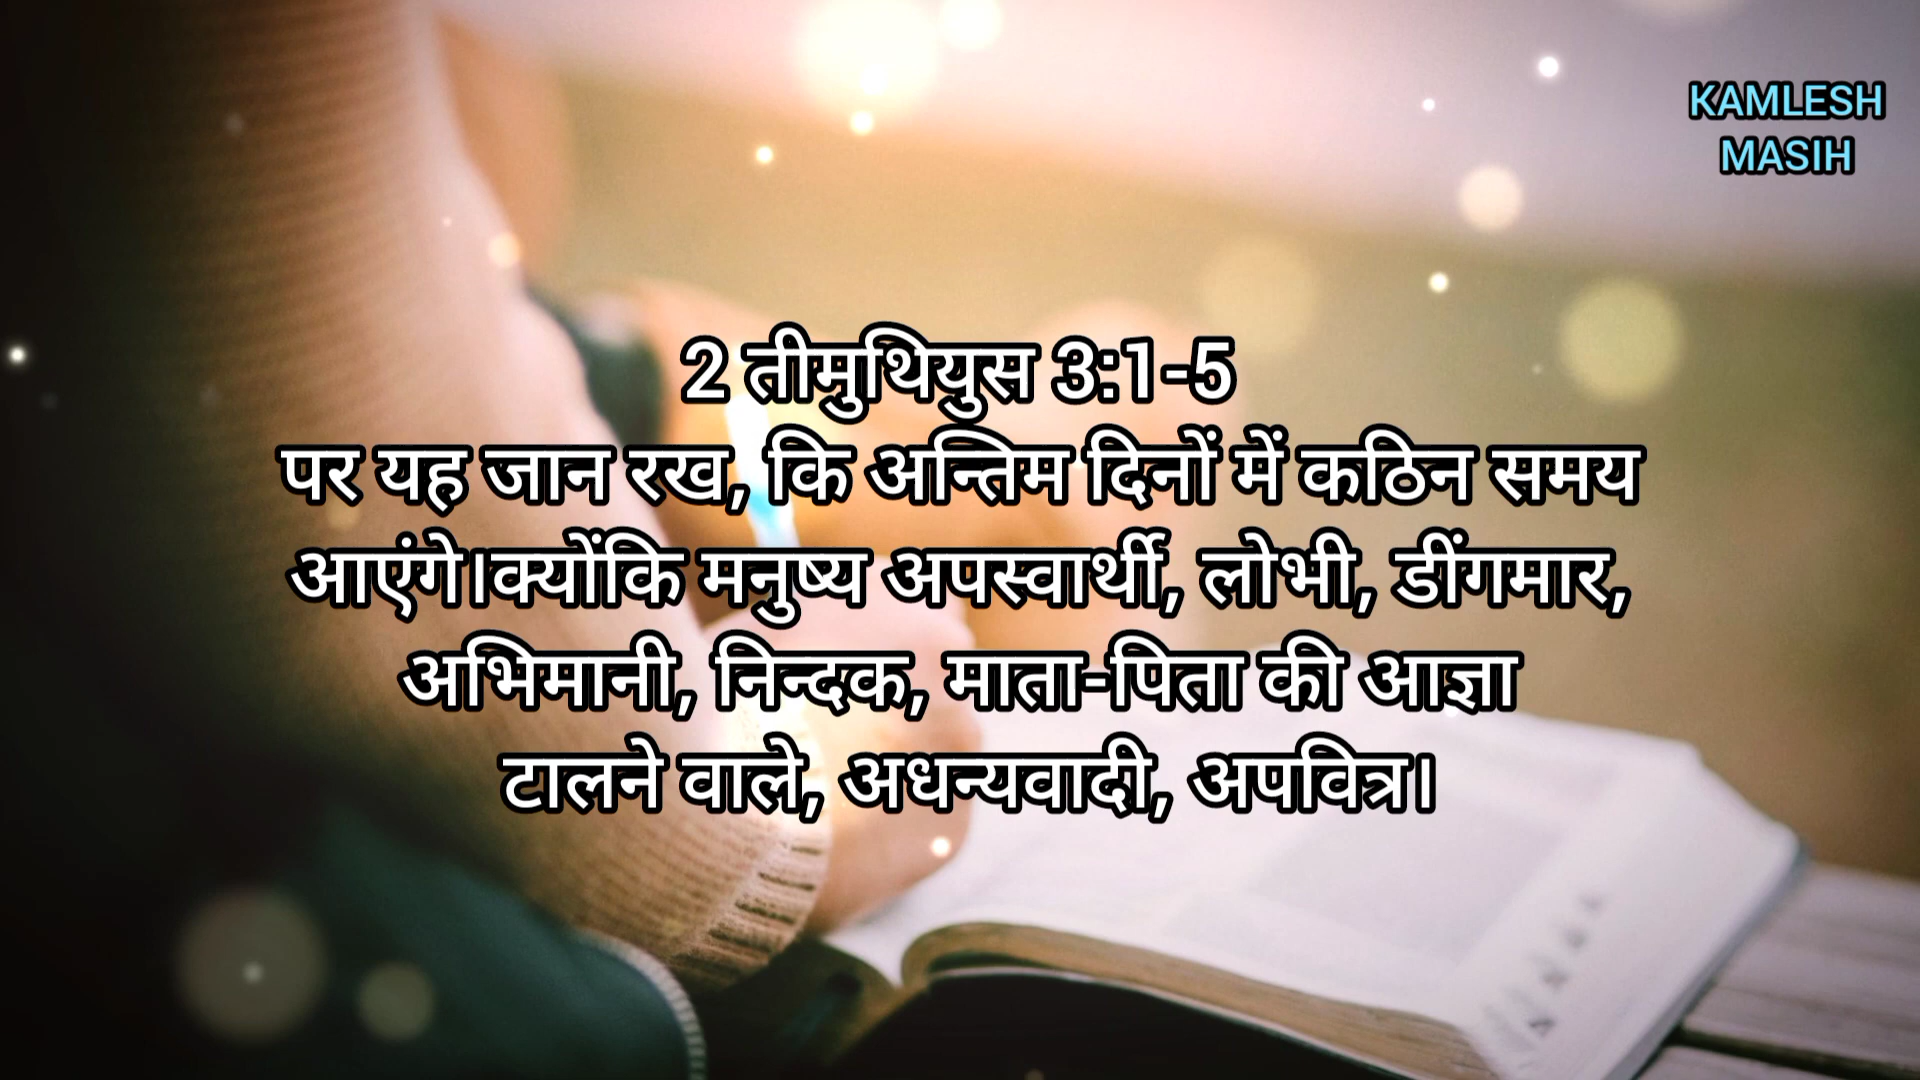 KAMLESH
MASIH
2 तीमुथियुस 3:1-5
पर यह जान रख, कि अन्तिम दिनों में कठिन समय
आएंगे।क्योंकि मनुष्य अपस्वार्थी, लोभी, डींगमार,
अभिमानी, निन्दक, माता-पिता की आज्ञा
टालने वाले, अधन्यवादी, अपवित्र।